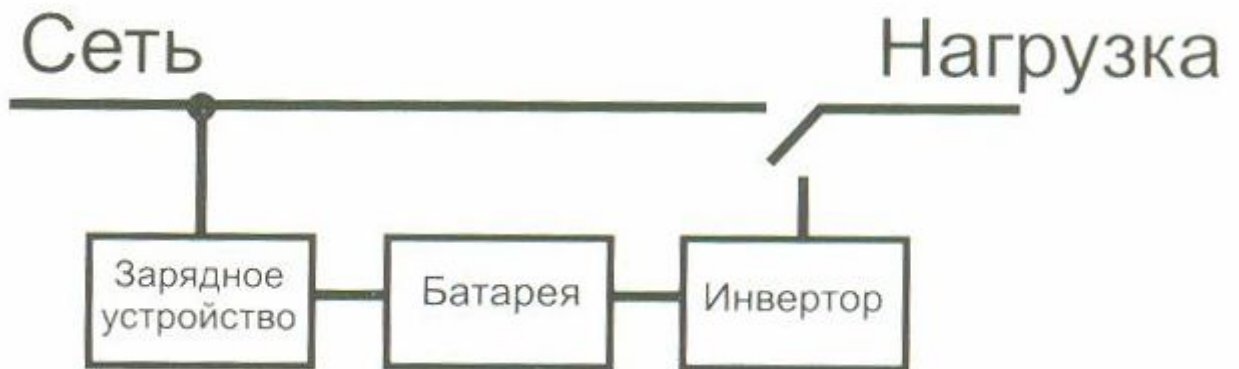 Сеть
Нагрузка
Зарядное
устройство
Батарея
Инвертор